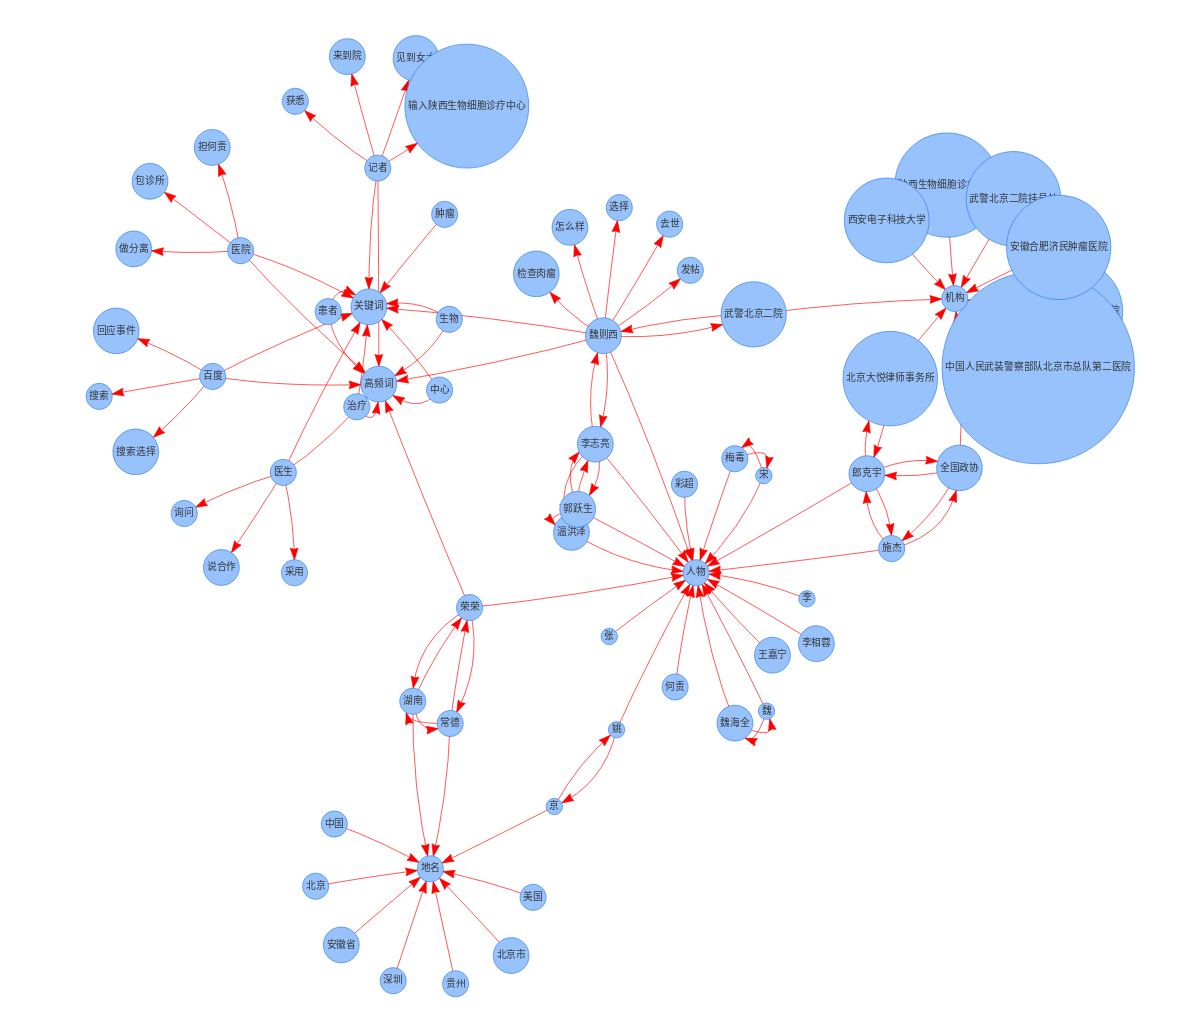 来到院
见到女
输入陕西生物细胞诊疗中心
获悉
担何责
记者
包诊所
肿瘤
选择
去世
怎么样
西生物细胞诊
武警北京二院挂号
西安电子科技大学
安徽合肥济民肿瘤医院
做分离
医院
检查肉瘤
发帖
机构
患者
关键词
生物
武警北京二院
院
回应事件
魏则西
中国人民武装警察部队北京市总队第二医院
百度
高频词
中心
北京大悦律师事务所
搜索
治疗
搜索选择
李志亮
梅毒
宋
郎克宇
全国政协
医生
彩超
询问
郭跃生
温洪泽
施杰
说合作
采用
人物
荣荣
李
张
李相蓉
王嘉宁
何责
湖南
常德
魏海全
魏
姚
京
中国
地名
北京
美国
安徽省
北京市
深圳
贵州